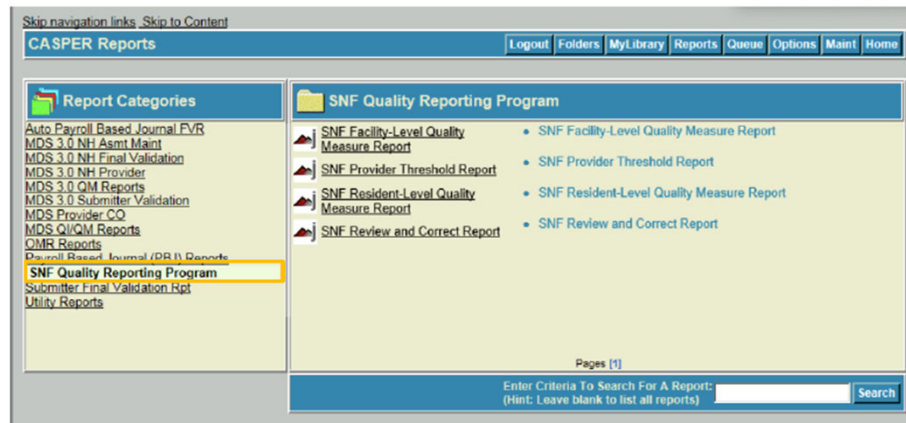 Skip navigation links Skip to Content
CASPER Reports
Logout Folders MyLibrary Reports Queue Options Maint Home
Report Categories
Auto Payroll Based Journal FVR
MDS 3.0 NH Asmt Maint
MDS 3.0 NH Final Validation
MDS 3.0 NH Provider
MDS 3.0 QM Reports
MDS 3.0 Submitter Validation
MDS Provider CO
MDS QI/QM Reports
OMR Reports
Payroll Based Journal (PBJ) Reports
SNF Quality Reporting Program
Submitter Final Validation Rpt
Utility Reports
SNF Quality Reporting Program
SNF Facility-Level Quality
Measure Report
SNF Provider Threshold Report
SNF Resident-Level Quality
Measure Report
SNF Review and Correct Report
• SNF Facility-Level Quality Measure Report
• SNF Provider Threshold Report
• SNF Resident-Level Quality Measure Report
• SNF Review and Correct Report
Pages [1]
Enter Criteria To Search For A Report:
(Hint: Leave blank to list all reports)
Search